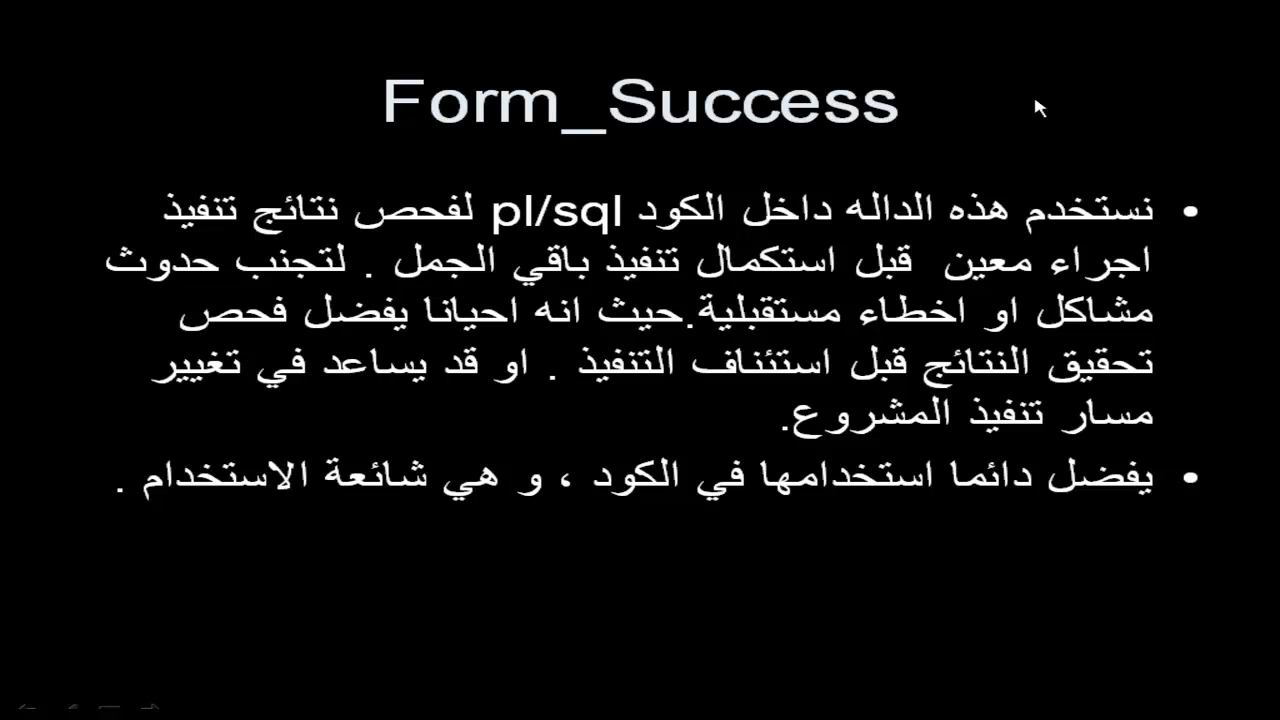 Form_Success
• نستخدم هذه الداله داخل الكود pl/sql لفحص نتائج تنفيذ
اجراء معين قبل استكمال تنفيذ باقي الجمل . لتجنب حدوث
مشاكل او اخطاء مستقبلية.حيث انه احيانا يفضل فحص
تحقيق النتائج قبل استئناف التنفيذ . او قد يساعد في تغيير
مسار تنفيذ المشروع.
• يفضل دائما استخدامها في الكود ، و هي شائعة الاستخدام .